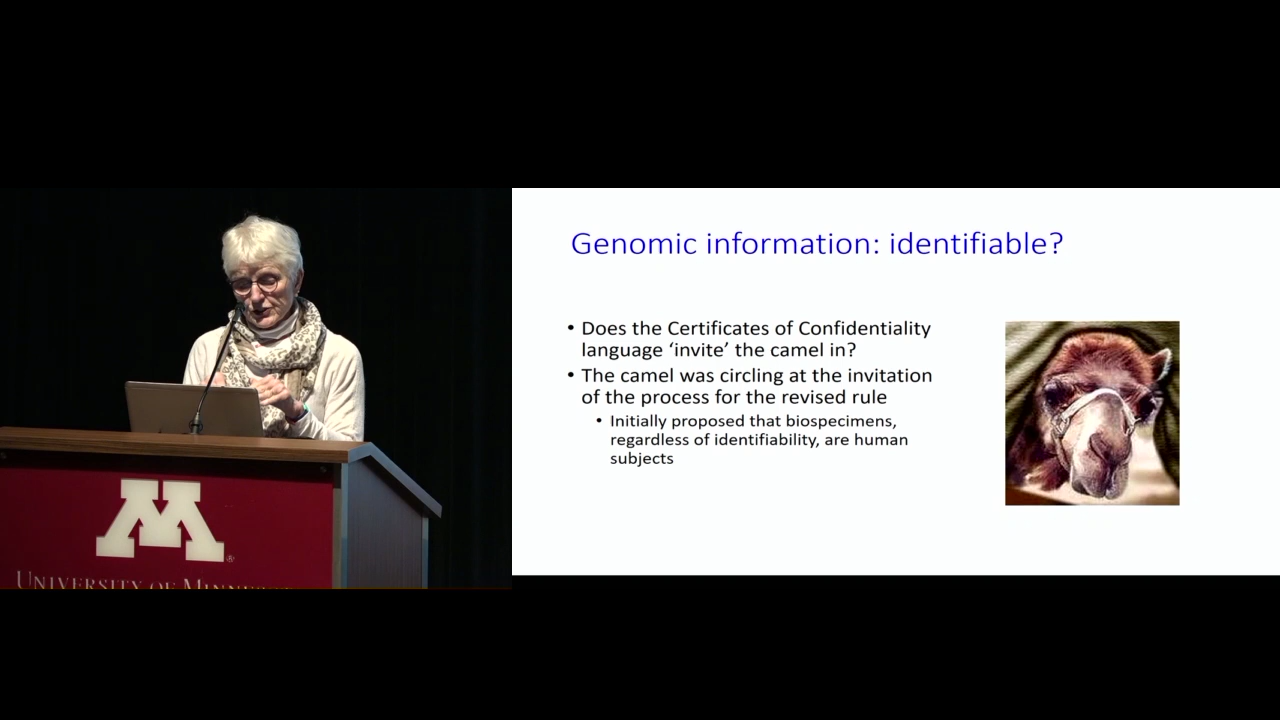 Genomic information: identifiable?
• Does the Certificates of Confidentiality
language ‘invite’ the camel in?
• The camel was circling at the invitation
of the process for the revised rule
• Initially proposed that biospecimens,
regardless of identifiability, are human
subjects
M
UNIVERSITY OF